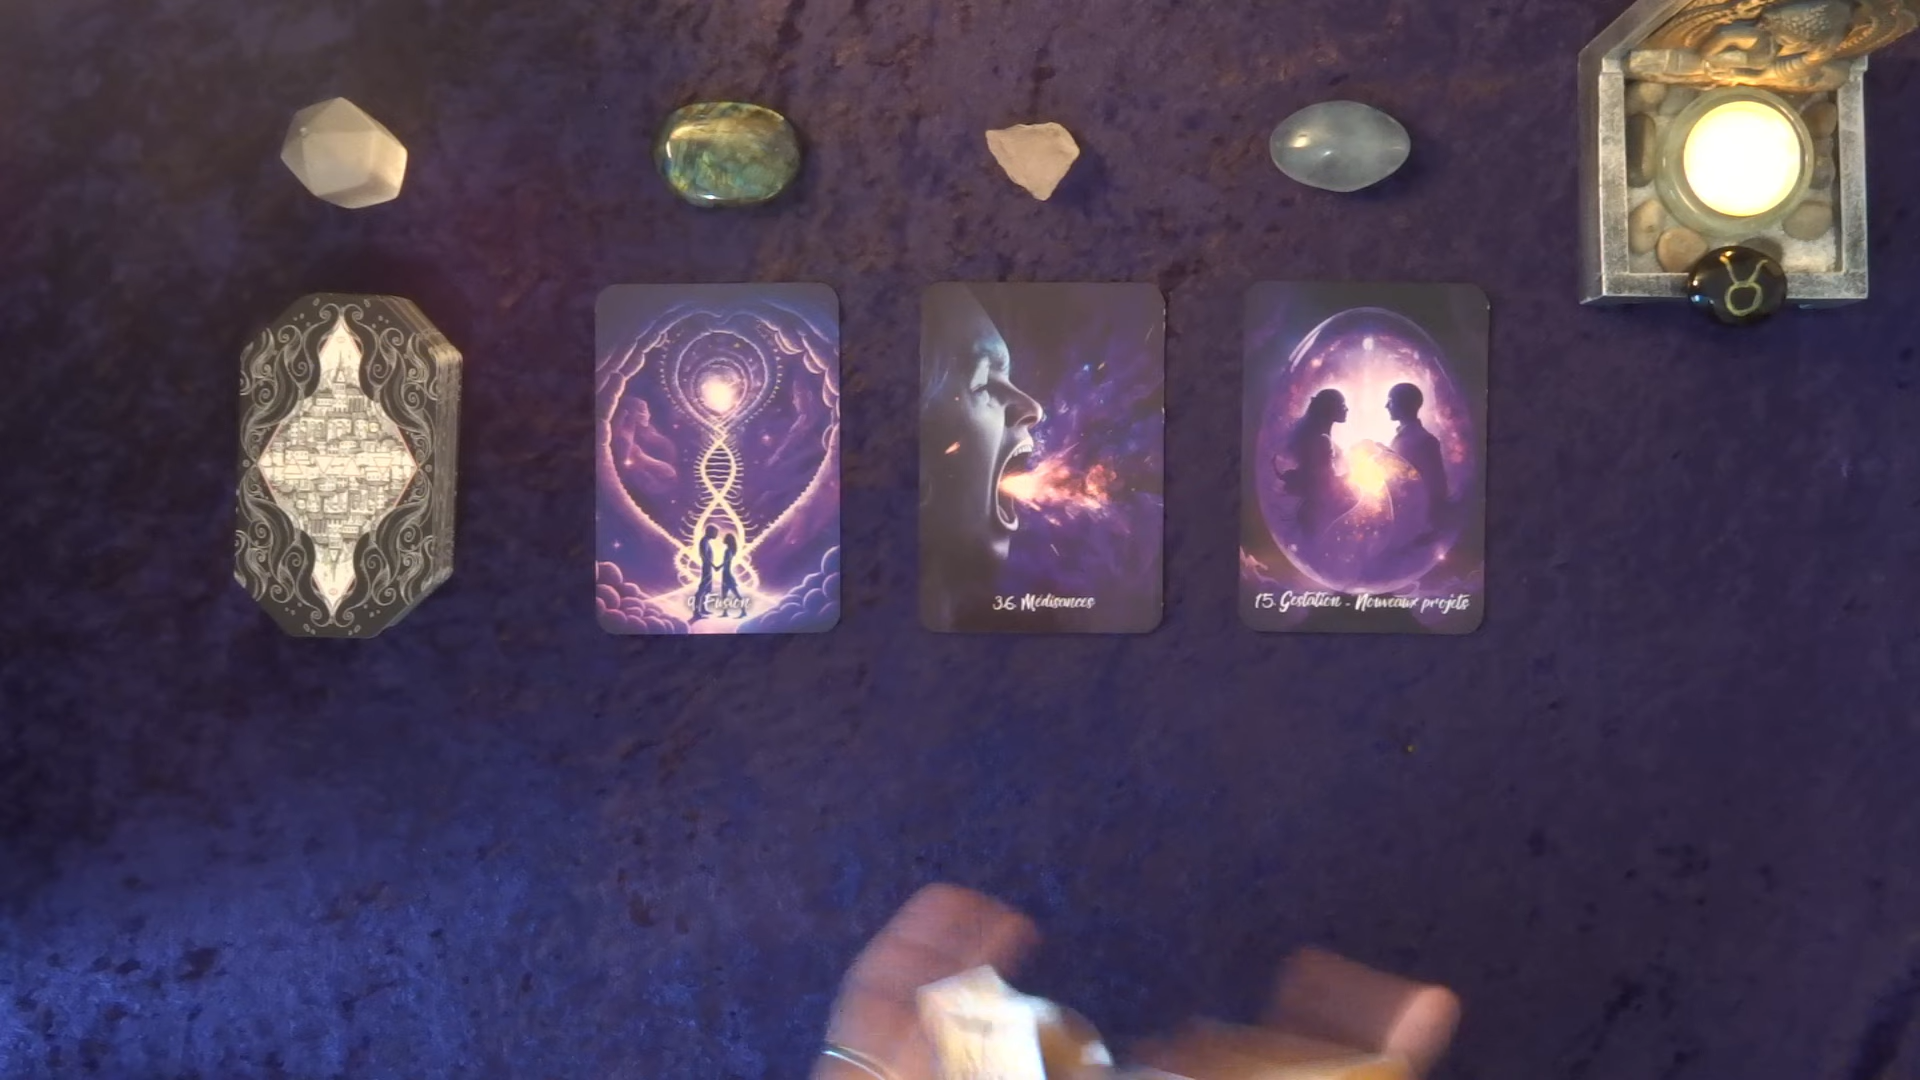 9. Fusion
36. Médisances
15. Gestation - Nouveaux projets